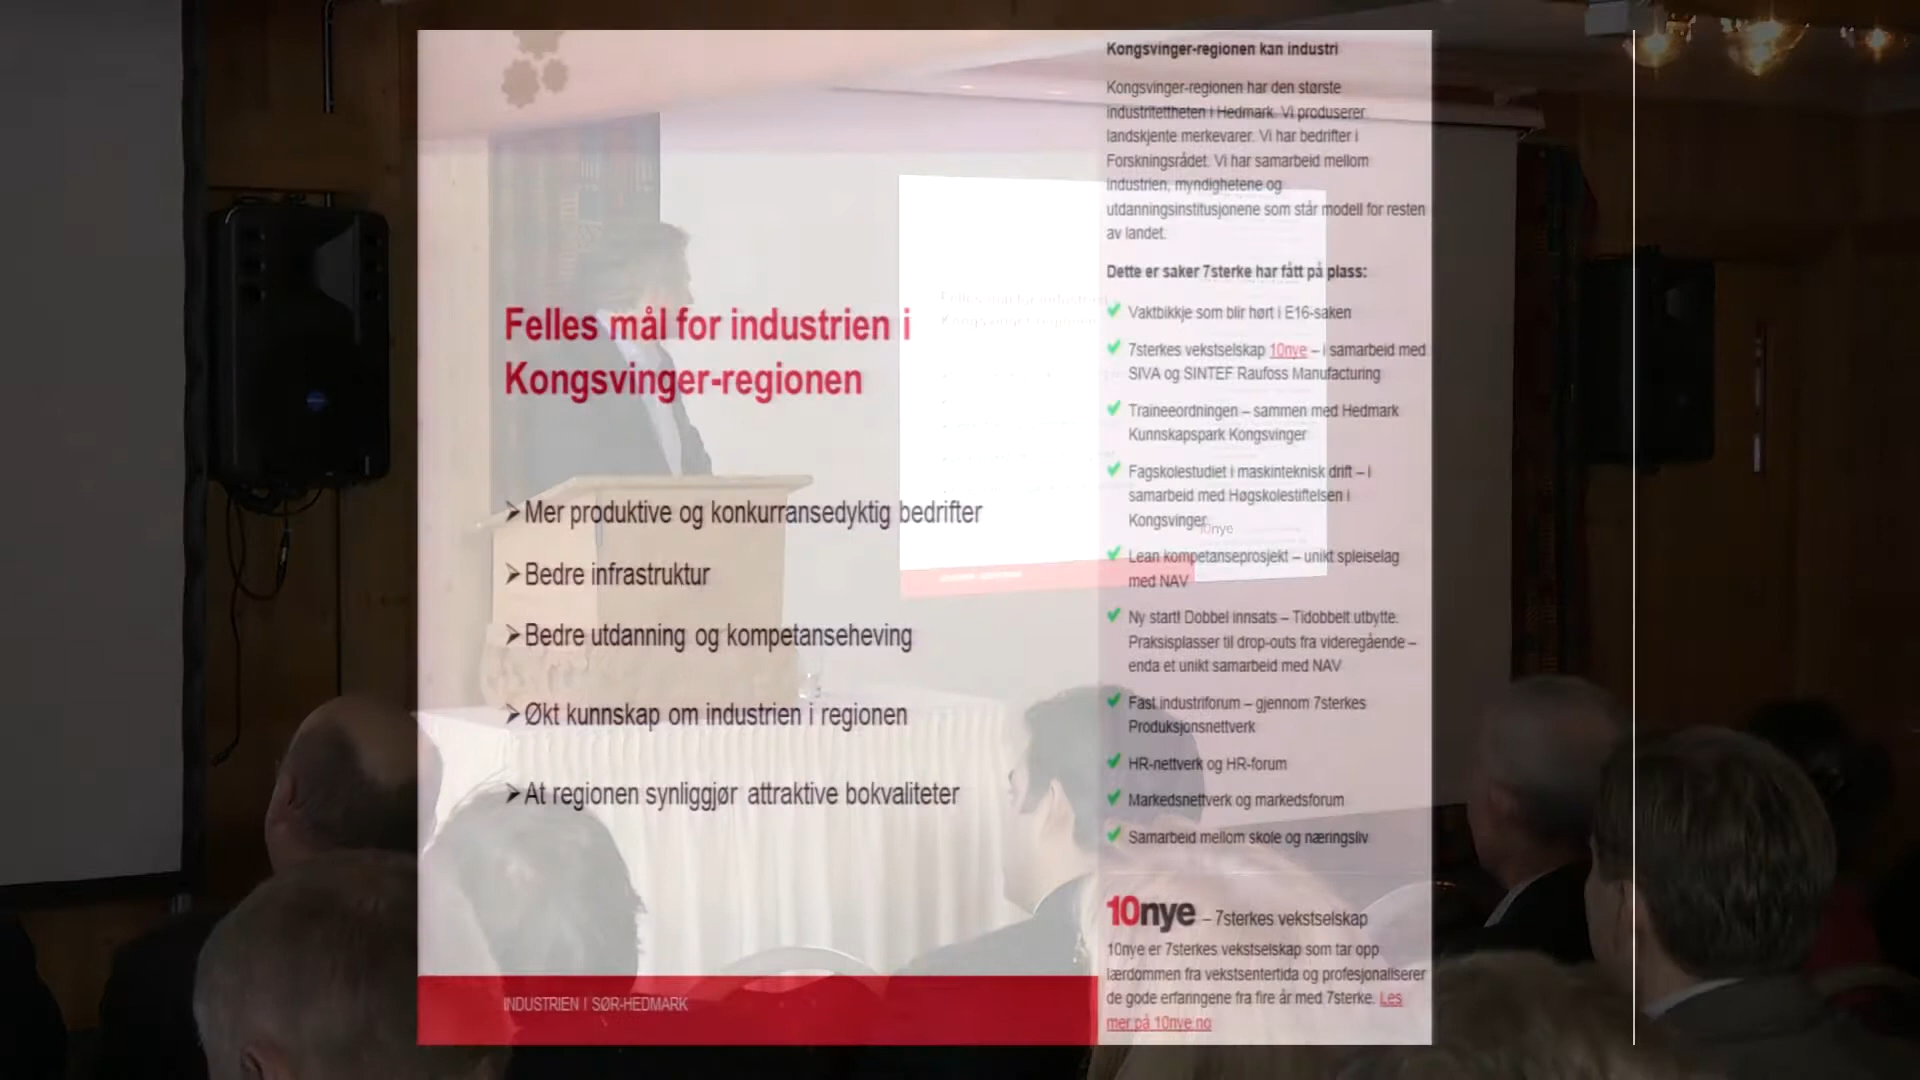 Felles mål for industrien i
Kongsvinger-regionen
➢Mer produktive og konkurransedyktig bedrifter
➢Bedre infrastruktur
➢Bedre utdanning og kompetanseheving
➢Økt kunnskap om industrien i regionen
➢At regionen synliggjør attraktive bokvaliteter
INDUSTRIEN I SØR-HEDMARK
Kongsvinger-regionen kan industri
Kongsvinger-regionen har den største
industritettheten i Hedmark. Vi produserer
landskjente merkevarer. Vi har bedrifter i
Forskningsrådet. Vi har samarbeid mellom
industrien, myndighetene og
utdanningsinstitusjonene som står modell for resten
av landet.
Dette er saker 7sterke har fått på plass:
✔ Vaktbikkje som blir hørt i E16-saken
✔ 7sterkes vekstselskap 10nye – i samarbeid med
SIVA og SINTEF Raufoss Manufacturing
✔ Traineeordningen – sammen med Hedmark
Kunnskapspark Kongsvinger
✔ Fagskolestudiet i maskinteknisk drift – i
samarbeid med Høgskolestiftelsen i
Kongsvinger
✔ Lean kompetanseprosjekt – unikt spleiselag
med NAV
✔ Ny start! Dobbel innsats – Tidobbelt utbytte.
Praksisplasser til drop-outs fra videregående –
enda et unikt samarbeid med NAV
✔ Fast industriforum – gjennom 7sterkes
Produksjonsnettverk
✔ HR-nettverk og HR-forum
✔ Markedsnettverk og markedsforum
✔ Samarbeid mellom skole og næringsliv
10nye – 7sterkes vekstselskap
10nye er 7sterkes vekstselskap som tar opp
lærdommen fra vekstsentertida og profesjonaliserer
de gode erfaringene fra fire år med 7sterke. Les
mer på 10nye.no
Felles mål for industrien i
Kongsvinger-regionen
10nye